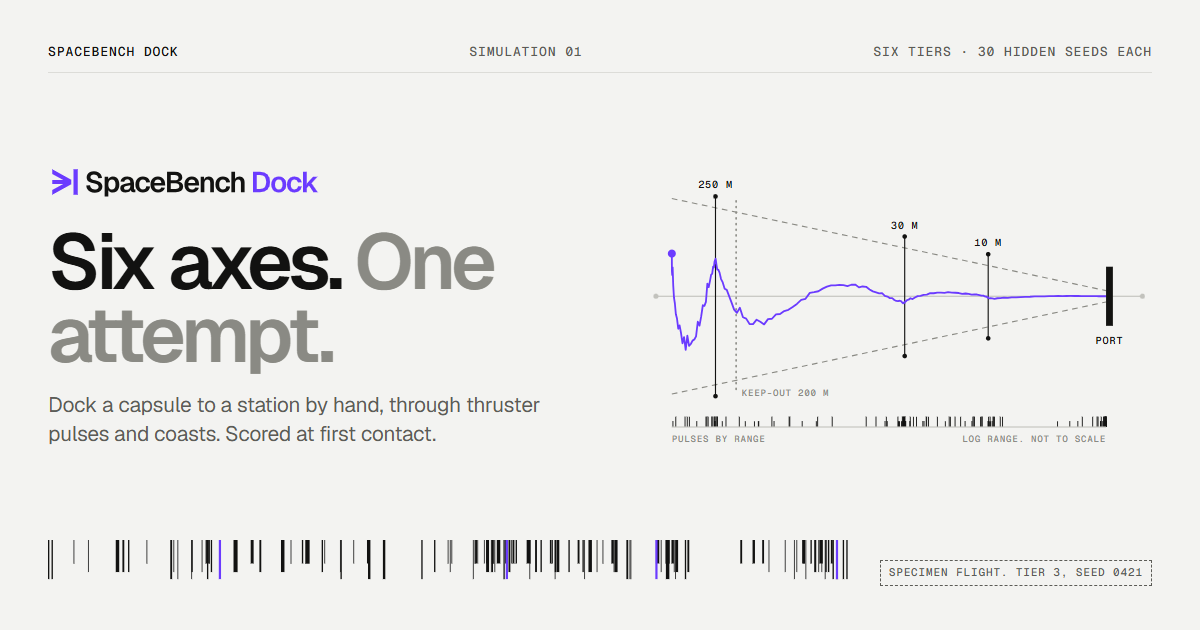 SPACEBENCH DOCK
SIMULATION 01
SIX TIERS · 30 HIDDEN SEEDS EACH
SpaceBench Dock
Six axes. One
attempt.
Dock a capsule to a station by hand, through thruster
pulses and coasts. Scored at first contact.
250 M
30 M
10 M
PORT
KEEP-OUT 200 M
PULSES BY RANGE
LOG RANGE. NOT TO SCALE
SPECIMEN FLIGHT. TIER 3, SEED 0421